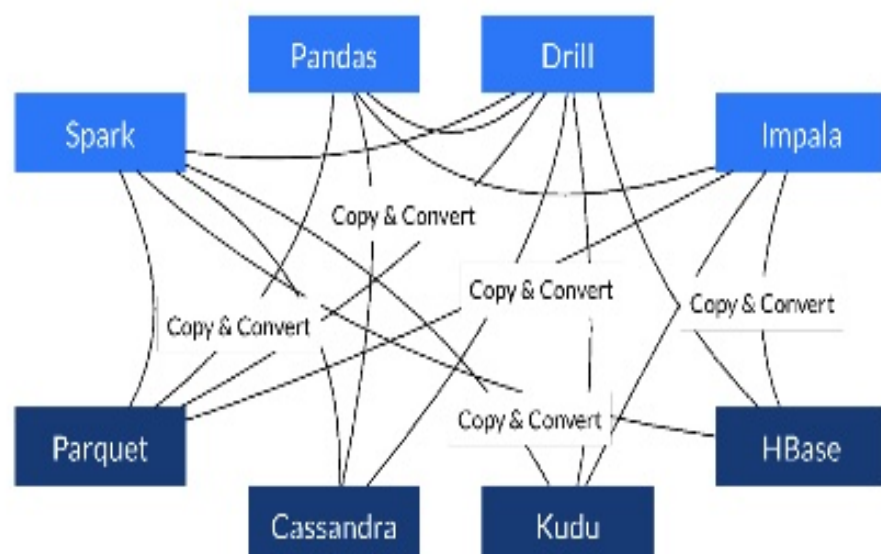 Pandas
Drill
Spark
Impala
Copy & Convert
Copy & Convert
Copy & Convert
Copy & Convert
Copy & Convert
Parquet
HBase
Cassandra
Kudu